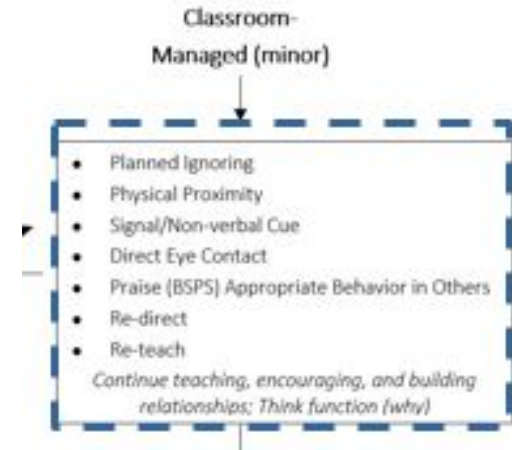 Classroom-
Managed (minor)
• Planned Ignoring
• Physical Proximity
• Signal/Non-verbal Cue
• Direct Eye Contact
• Praise (BSPS) Appropriate Behavior in Others
• Re-direct
• Re-teach
Continue teaching, encouraging, and building
relationships; Think function (why)